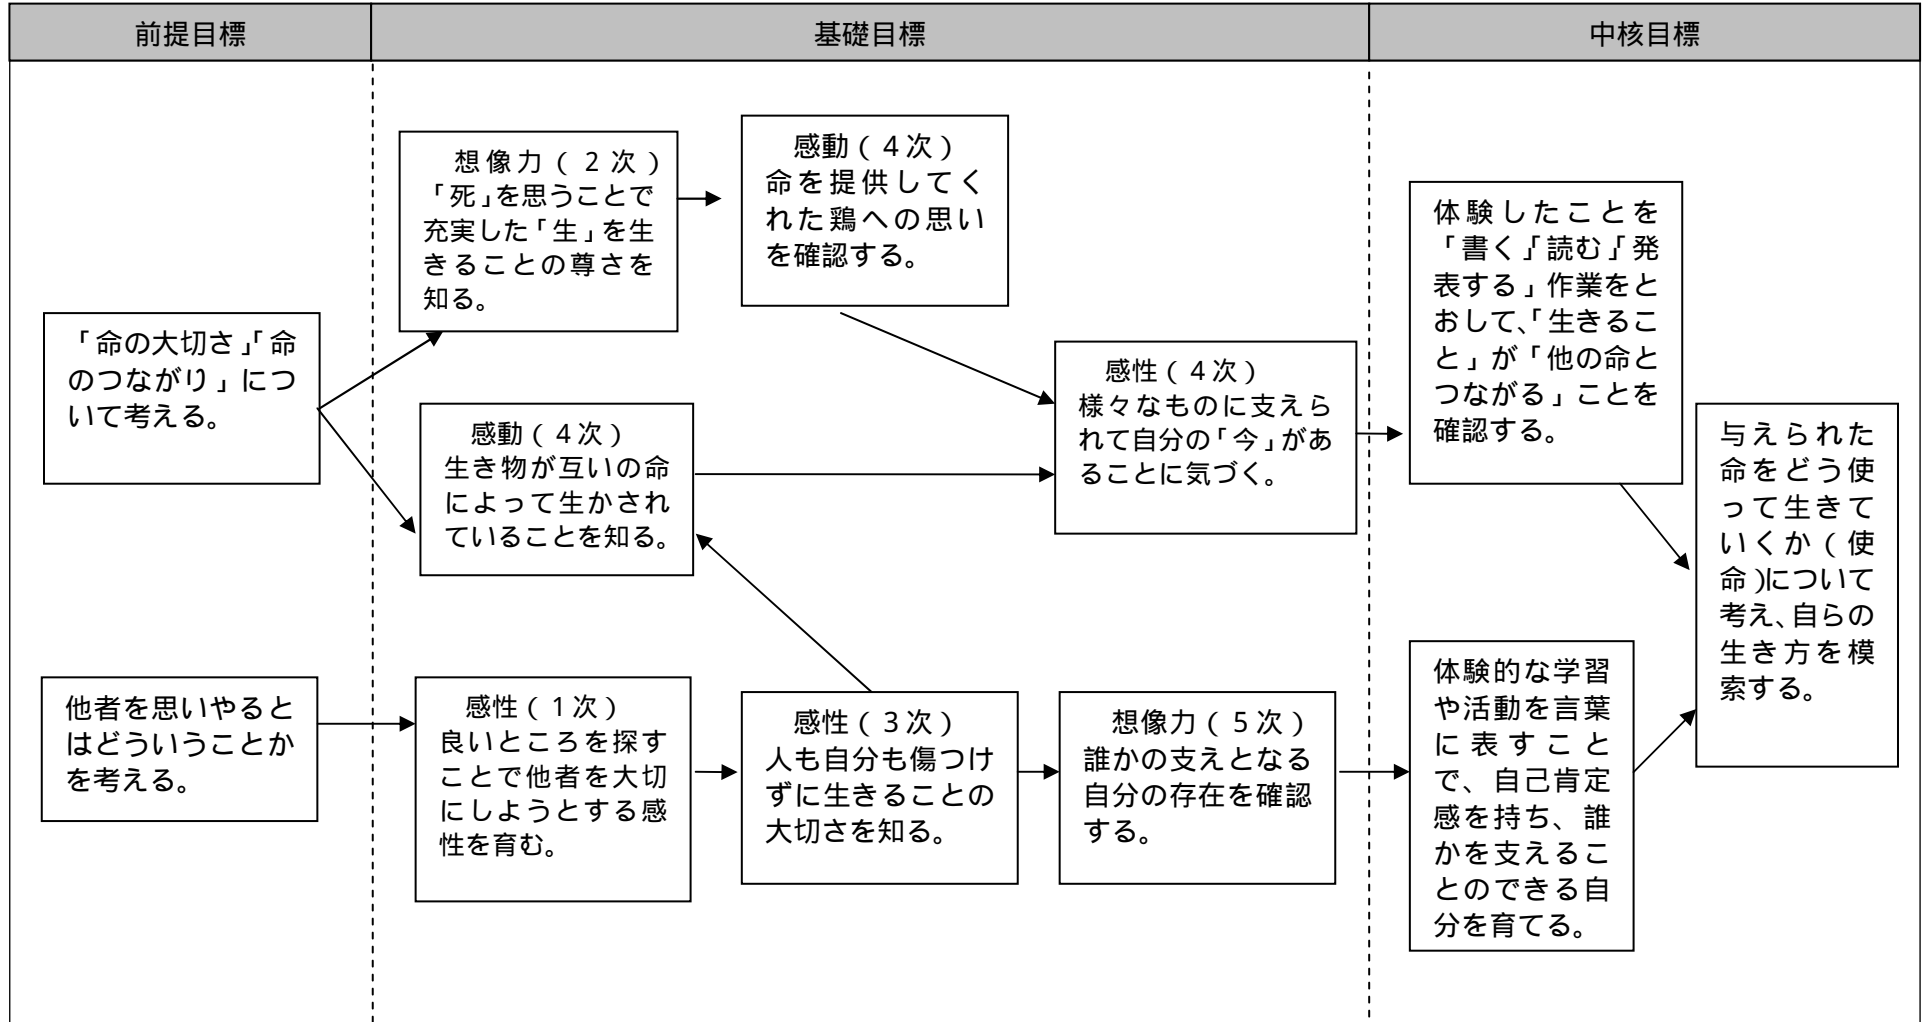 前提目標
基礎目標
中核目標
「命の大切さ」「命
のつながり」につ
いて考える。
他者を思いやると
はどういうことか
を考える。
想像力（２次）
「死」を思うことで
充実した「生」を生
きることの尊さを
知る。
感動（４次）
命を提供してく
れた鶏への思い
を確認する。
感動（４次）
生き物が互いの命
によって生かされ
ていることを知る。
感性（４次）
様々なものに支えら
れて自分の「今」があ
ることに気づく。
感性（１次）
良いところを探す
ことで他者を大切
にしようとする感
性を育む。
感性（３次）
人も自分も傷つけ
ずに生きることの
大切さを知る。
想像力（５次）
誰かの支えとなる
自分の存在を確認
する。
体験したことを
「書く」「読む」「発
表する」作業をと
おして、「生きるこ
と」が「他の命と
つながる」ことを
確認する。
体験的な学習
や活動を言葉
に表すこと
で、自己肯定
感を持ち、誰
かを支えるこ
とのできる自
分を育てる。
与えられた
命をどう使
って生きて
いくか（使
命）について
考え、自らの
生き方を模
索する。